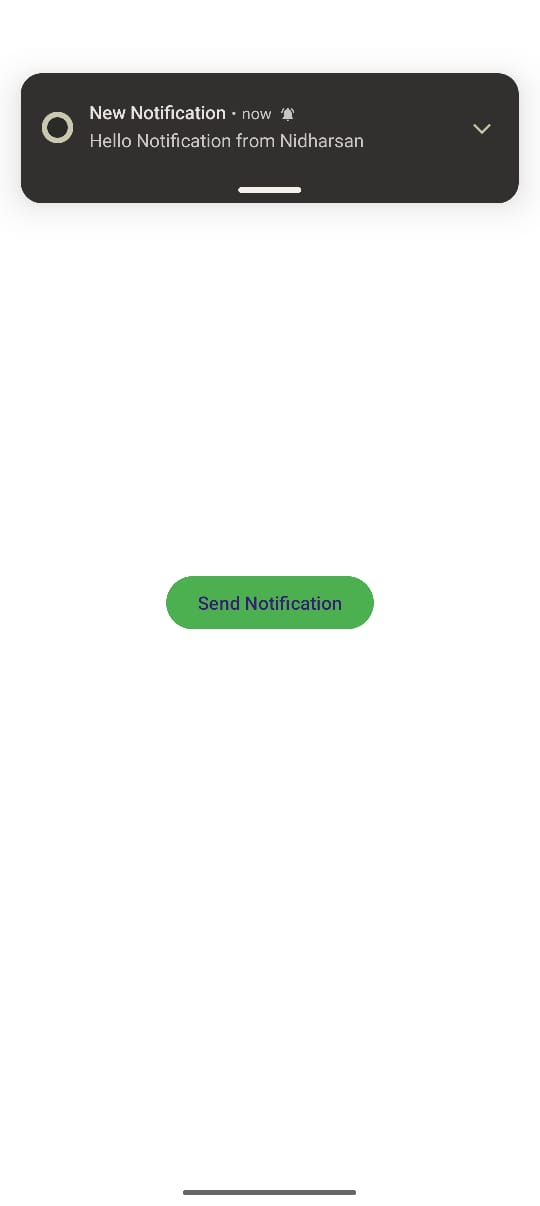 New Notification • now
Hello Notification from Nidharsan
Send Notification